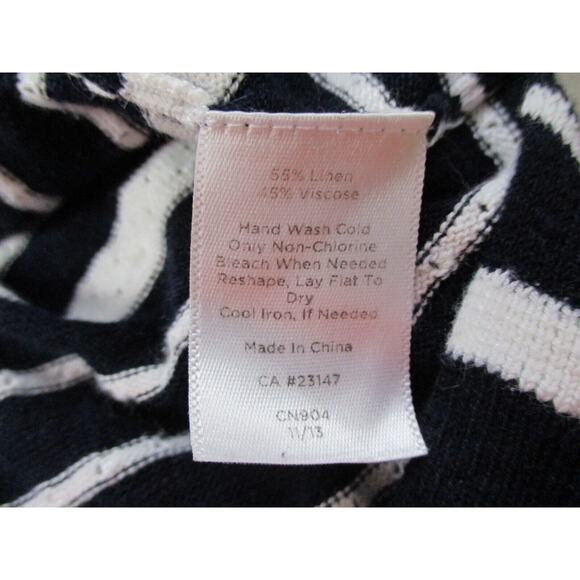 55% Linen
45% Viscose
Hand Wash Cold
Only Non-Chlorine
Bleach When Needed
Reshape, Lay Flat To
Dry
Cool Iron, If Needed
Made In China
CA #23147
CN904
11/13